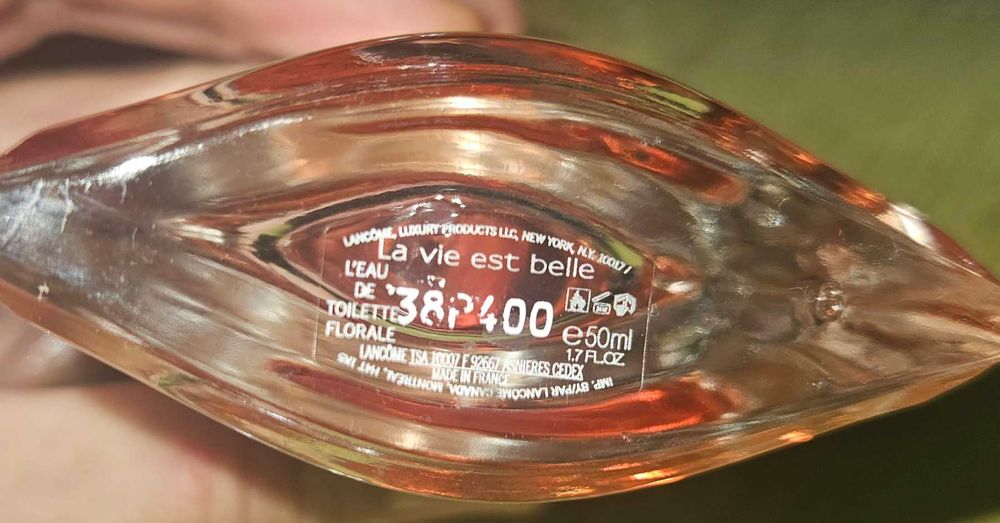 LANCÔME, LUXURY PRODUCTS LLC, NEW YORK, N.Y. 10017
La vie est belle
L'EAU
DE
TOILETTE
FLORALE
400
e50ml
1.7 FL.OZ
LANCÔME TSA 10007 F 92667 ASNIERES CEDEX
MADE IN FRANCE
IMP. BY/PAR LANCÔME CANADA, MONTREAL, H4T 1K5